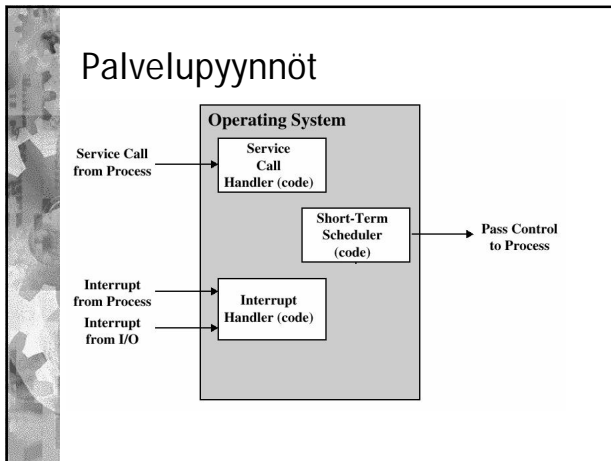 Palvelupyynnöt
Operating System
Service Call
from Process
Service
Call
Handler (code)
Short-Term
Scheduler
(code)
Pass Control
to Process
Interrupt
from Process
Interrupt
from I/O
Interrupt
Handler (code)